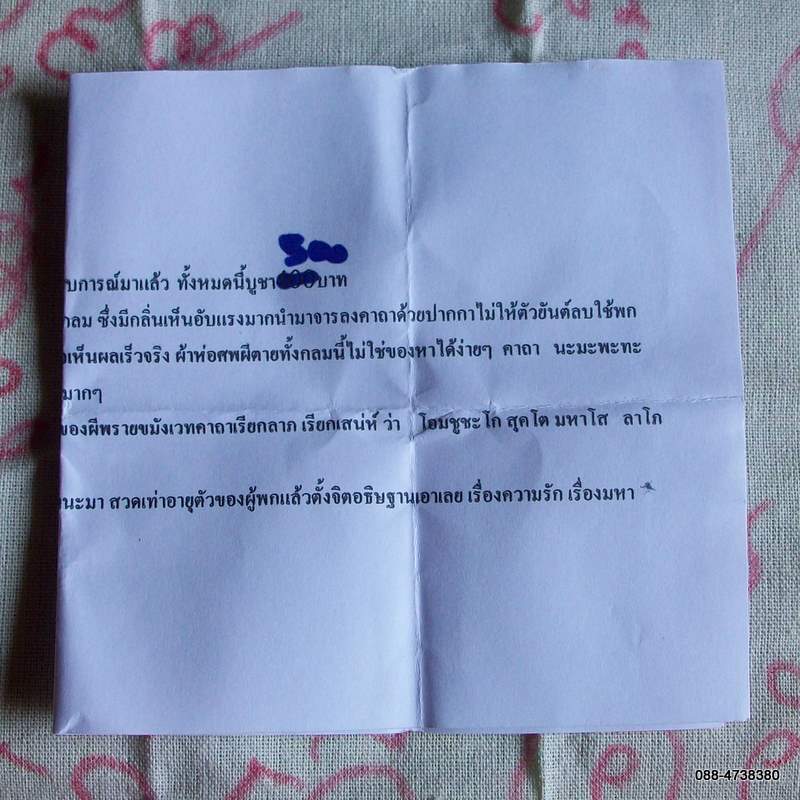 บการณ์มาแล้ว ทั้งหมดนี้บูชา บาท
กลม ซึ่งมีกลิ่นเห็นอับแรงมากนำมาจารลงคาถาด้วยปากกาไม่ให้ตัวยันต์ลบใช้พก
เห็นผลเร็วจริง ผ้าห่อศพผีตายทั้งกลมนี้ไม่ใช่ของหาได้ง่ายๆ คาถา นะมะพะทะ
มากๆ
ของผีพรายขมังเวทคาถาเรียกลาภ เรียกเสน่ห์ ว่า โอมชูชะโก สุคโต มหาโส ลาโภ
นะมา สวดเท่าอายุตัวของผู้พกแล้วตั้งจิตอธิษฐานเอาเลย เรื่องความรัก เรื่องมหา
088-4738380